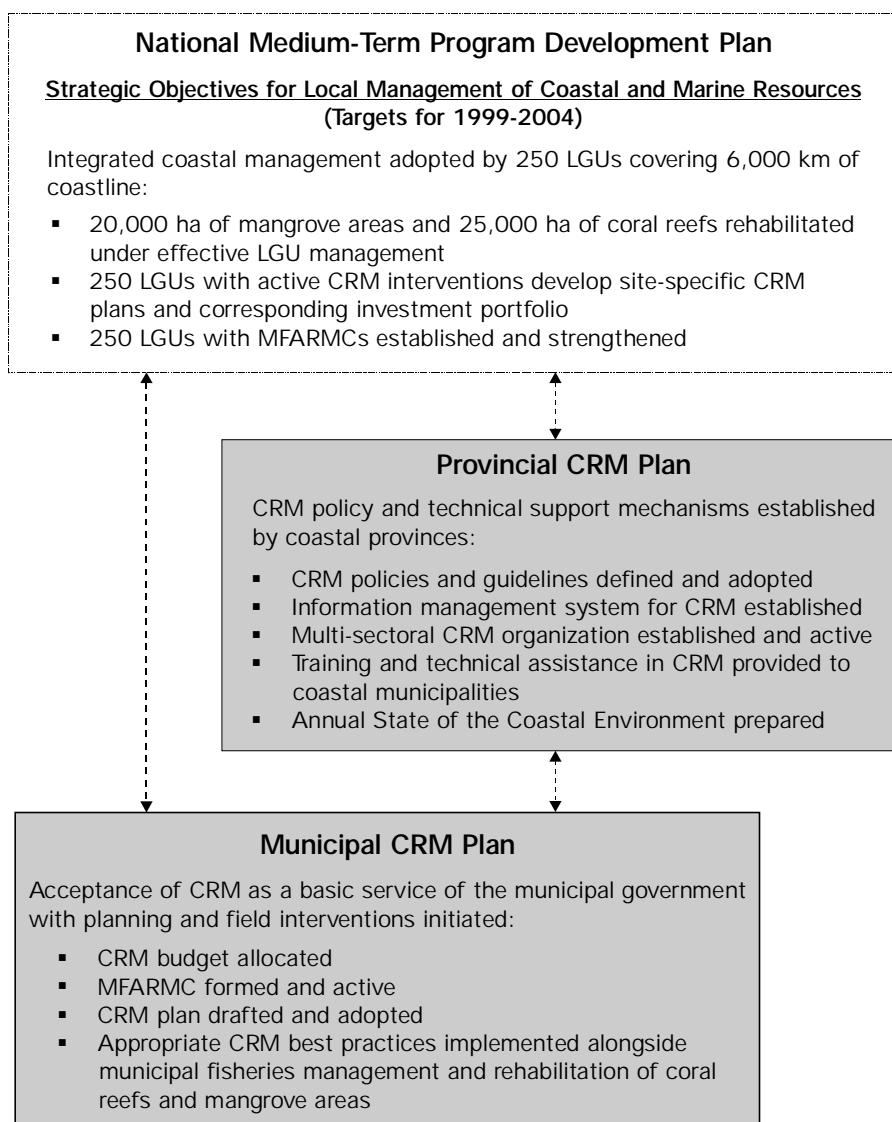 National Medium-Term Program Development Plan
Strategic Objectives for Local Management of Coastal and Marine Resources
(Targets for 1999-2004)
Integrated coastal management adopted by 250 LGUs covering 6,000 km of
coastline:
▪ 20,000 ha of mangrove areas and 25,000 ha of coral reefs rehabilitated
under effective LGU management
▪ 250 LGUs with active CRM interventions develop site-specific CRM
plans and corresponding investment portfolio
▪ 250 LGUs with MFARMCs established and strengthened
Provincial CRM Plan
CRM policy and technical support mechanisms established
by coastal provinces:
▪ CRM policies and guidelines defined and adopted
▪ Information management system for CRM established
▪ Multi-sectoral CRM organization established and active
▪ Training and technical assistance in CRM provided to
coastal municipalities
▪ Annual State of the Coastal Environment prepared
Municipal CRM Plan
Acceptance of CRM as a basic service of the municipal government
with planning and field interventions initiated:
▪ CRM budget allocated
▪ MFARMC formed and active
▪ CRM plan drafted and adopted
▪ Appropriate CRM best practices implemented alongside
municipal fisheries management and rehabilitation of coral
reefs and mangrove areas